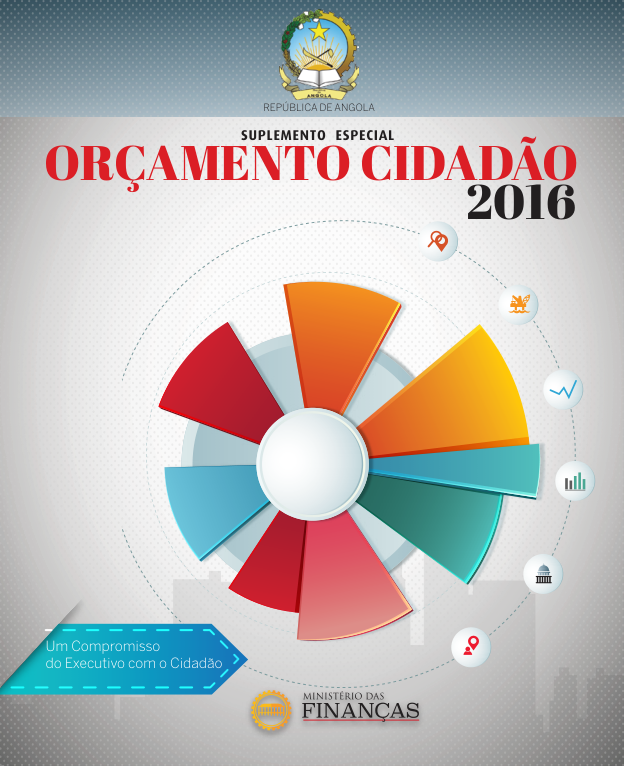 ANGOLA
REPÚBLICA DE ANGOLA
SUPLEMENTO ESPECIAL
ORÇAMENTO CIDADÃO
2016
Um Compromisso
do Executivo com o Cidadão
MINISTÉRIO DAS
FINANÇAS